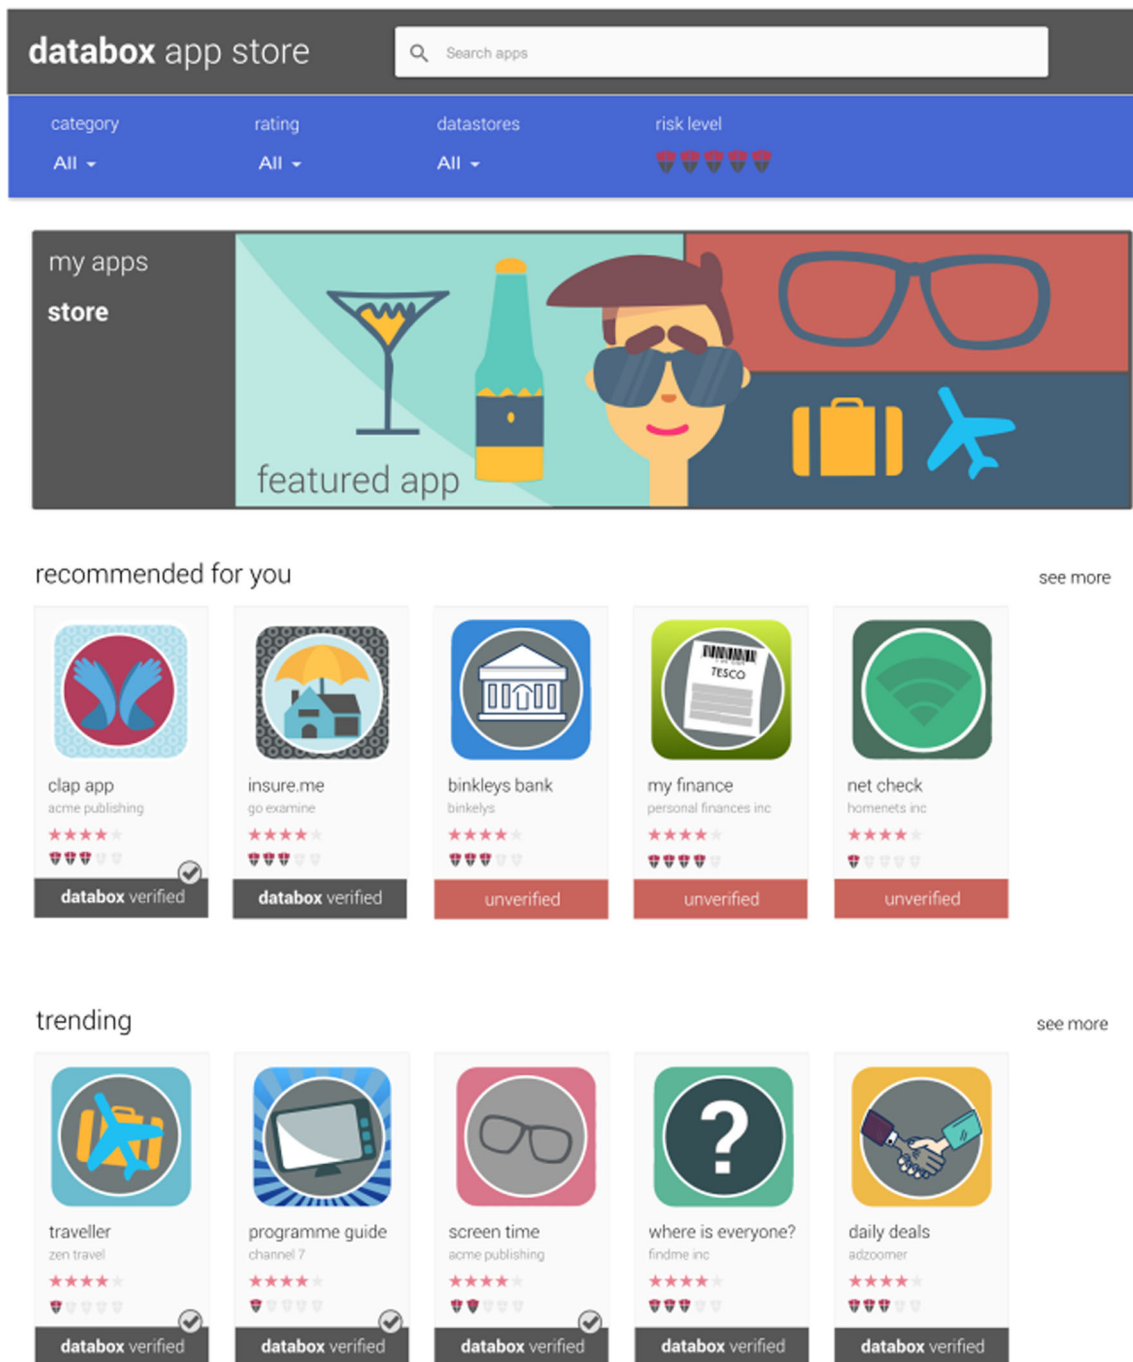 databox app store
Search apps
category rating datastores risk level
All All All
my apps
store
featured app
recommended for you see more
TESCO
clap app insure.me binkleys bank my finance net check
acme publishing go examine binkelys personal finances inc homenets inc
databox verified databox verified unverified unverified unverified
trending see more
?
traveller programme guide screen time where is everyone? daily deals
zen travel channel 7 acme publishing findme inc adzoomer
databox verified databox verified databox verified databox verified databox verified